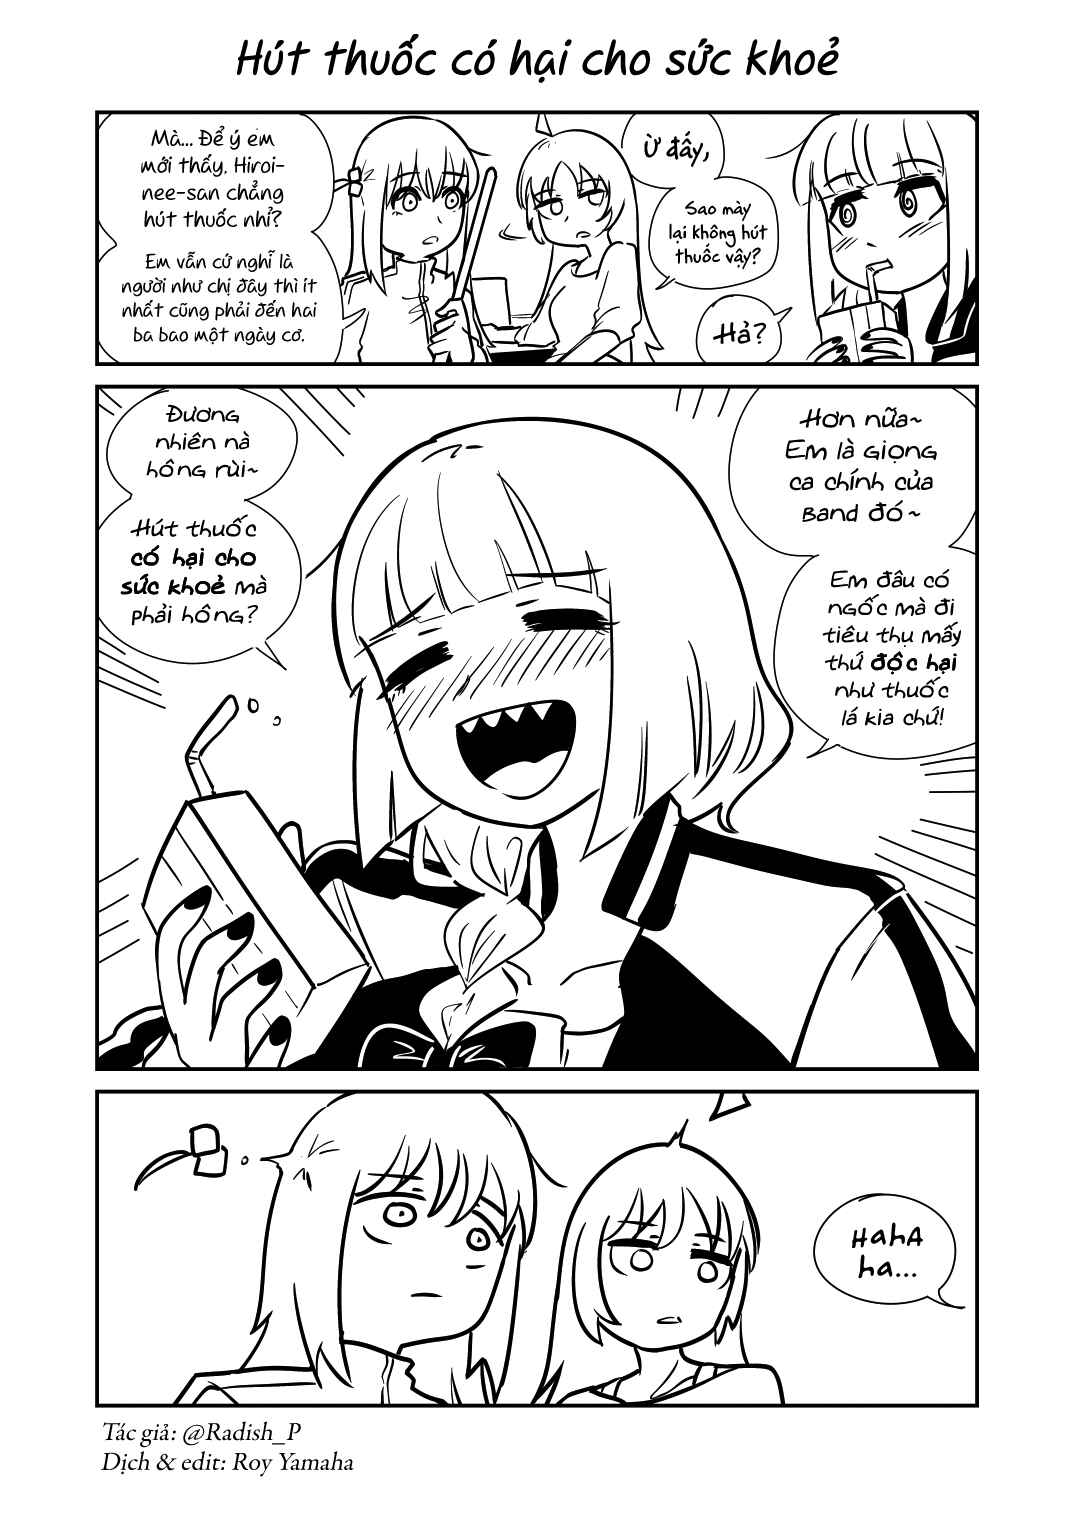 Hút thuốc có hại cho sức khoẻ
Mà... Để ý em
mới thấy, Hiroi-
nee-san chẳng
hút thuốc nhỉ?
Em vẫn cứ nghĩ là
người như chị đây thì ít
nhất cũng phải đến hai
ba bao một ngày cơ.
Ừ đấy,
Sao mày
lại không hút
thuốc vậy?
Hả?
Đương
nhiên nà
hông rùi~
Hút thuốc
có hại cho
sức khoẻ mà
phải hông?
Hơn nữa~
Em là giọng
ca chính của
Band đó~
Em đâu có
ngốc mà đi
tiêu thụ mấy
thứ độc hại
như thuốc
lá kia chứ!
HahA
ha...
Tác giả: @Radish_P
Dịch & edit: Roy Yamaha